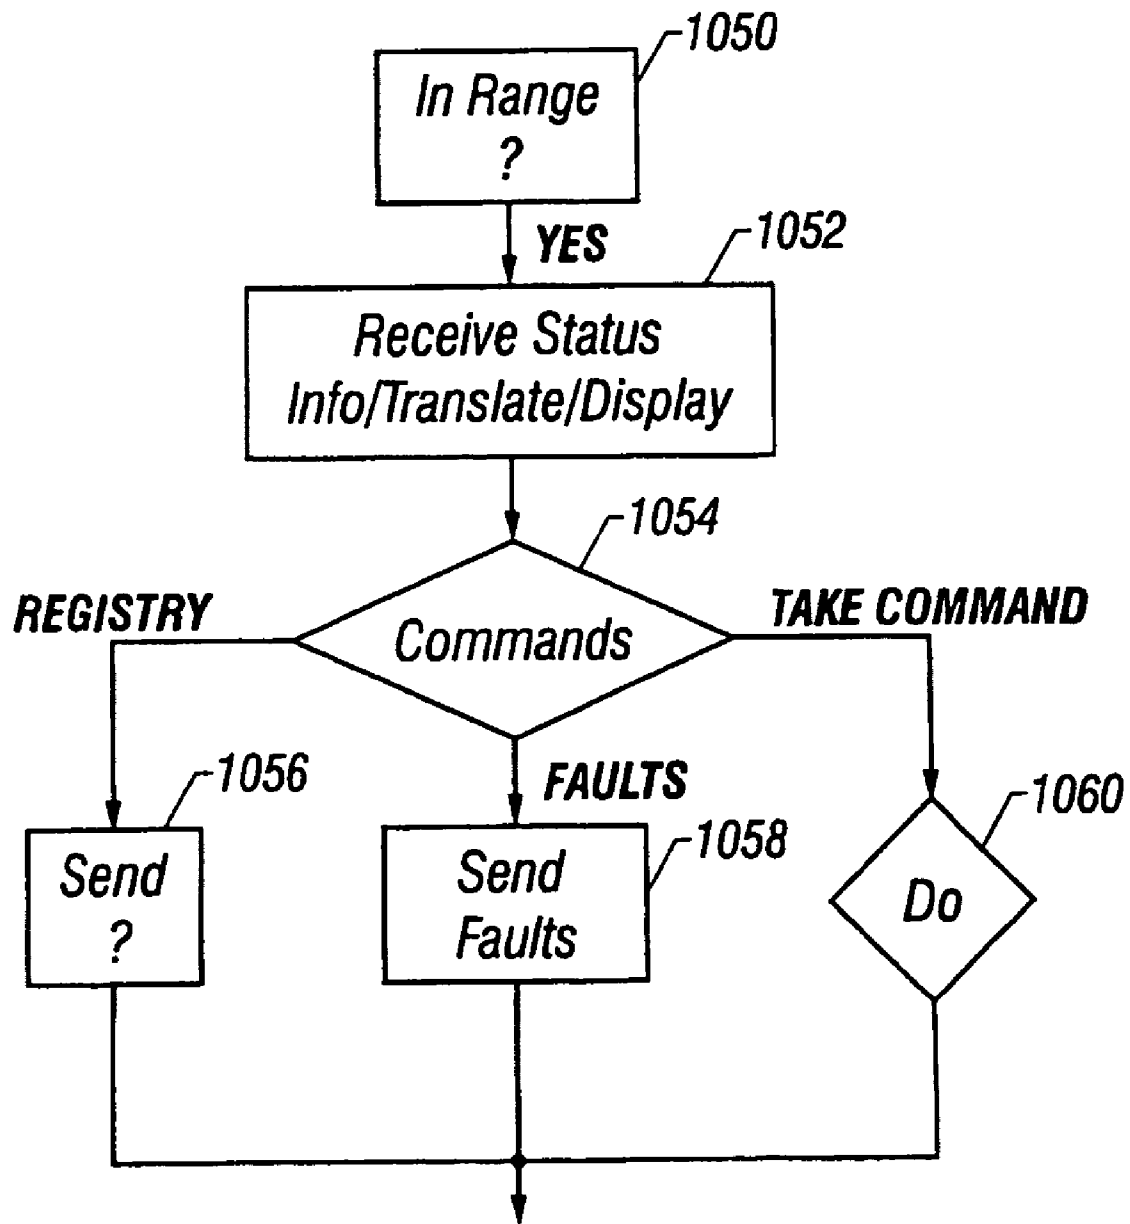 1050
In Range
?
YES
1052
Receive Status
Info/Translate/Display
1054
REGISTRY
Commands
TAKE COMMAND
1056
FAULTS
1060
Send
?
1058
Send
Faults
Do